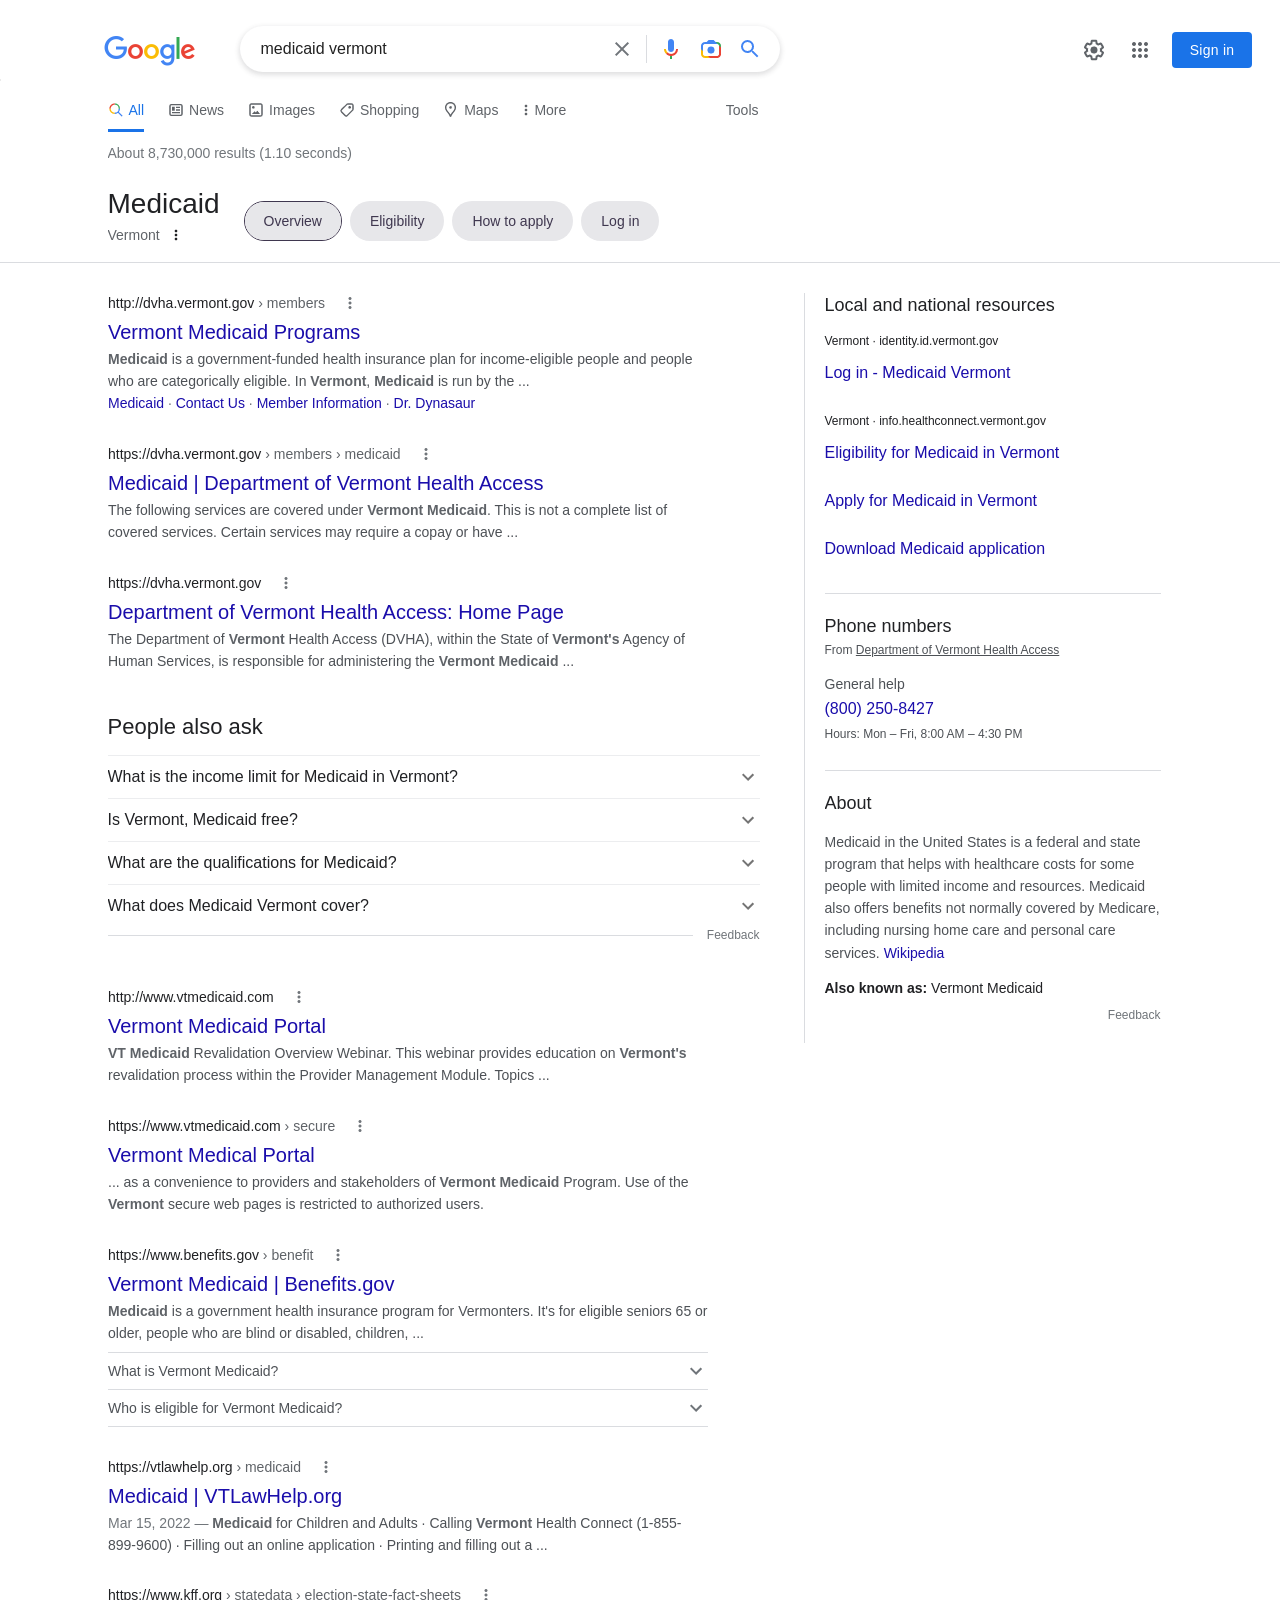 Google
medicaid vermont
Sign in
All
News
Images
Shopping
Maps
More
Tools
About 8,730,000 results (1.10 seconds)
Medicaid
Vermont
Overview
Eligibility
How to apply
Log in
http://dvha.vermont.gov › members
Vermont Medicaid Programs
Medicaid is a government-funded health insurance plan for income-eligible people and people
who are categorically eligible. In Vermont, Medicaid is run by the ...
Medicaid · Contact Us · Member Information · Dr. Dynasaur
https://dvha.vermont.gov › members › medicaid
Medicaid | Department of Vermont Health Access
The following services are covered under Vermont Medicaid. This is not a complete list of
covered services. Certain services may require a copay or have ...
https://dvha.vermont.gov
Department of Vermont Health Access: Home Page
The Department of Vermont Health Access (DVHA), within the State of Vermont's Agency of
Human Services, is responsible for administering the Vermont Medicaid ...
People also ask
What is the income limit for Medicaid in Vermont?
Is Vermont, Medicaid free?
What are the qualifications for Medicaid?
What does Medicaid Vermont cover?
Feedback
http://www.vtmedicaid.com
Vermont Medicaid Portal
VT Medicaid Revalidation Overview Webinar. This webinar provides education on Vermont's
revalidation process within the Provider Management Module. Topics ...
https://www.vtmedicaid.com › secure
Vermont Medical Portal
... as a convenience to providers and stakeholders of Vermont Medicaid Program. Use of the
Vermont secure web pages is restricted to authorized users.
https://www.benefits.gov › benefit
Vermont Medicaid | Benefits.gov
Medicaid is a government health insurance program for Vermonters. It's for eligible seniors 65 or
older, people who are blind or disabled, children, ...
What is Vermont Medicaid?
Who is eligible for Vermont Medicaid?
https://vtlawhelp.org › medicaid
Medicaid | VTLawHelp.org
Mar 15, 2022 — Medicaid for Children and Adults · Calling Vermont Health Connect (1-855-
899-9600) · Filling out an online application · Printing and filling out a ...
https://www.kff.org › statedata › election-state-fact-sheets
Local and national resources
Vermont · identity.id.vermont.gov
Log in - Medicaid Vermont
Vermont · info.healthconnect.vermont.gov
Eligibility for Medicaid in Vermont
Apply for Medicaid in Vermont
Download Medicaid application
Phone numbers
From Department of Vermont Health Access
General help
(800) 250-8427
Hours: Mon – Fri, 8:00 AM – 4:30 PM
About
Medicaid in the United States is a federal and state
program that helps with healthcare costs for some
people with limited income and resources. Medicaid
also offers benefits not normally covered by Medicare,
including nursing home care and personal care
services. Wikipedia
Also known as: Vermont Medicaid
Feedback